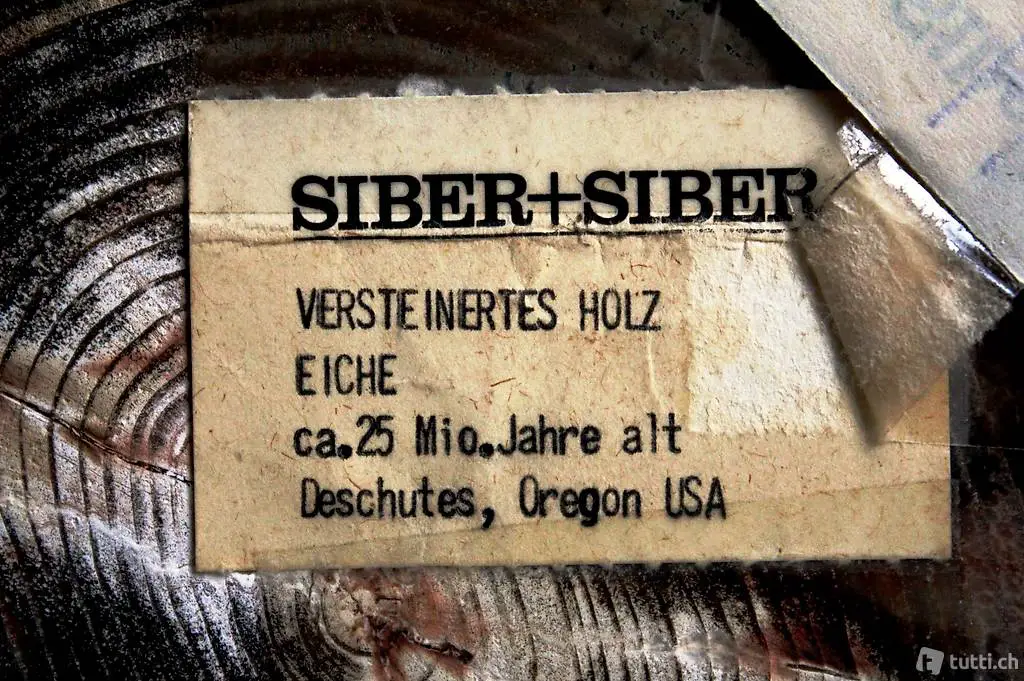 SIBER+SIBER
VERSTEINERTES HOLZ
EICHE
ca.25 Mio.Jahre alt
Deschutes, Oregon USA
tutti.ch